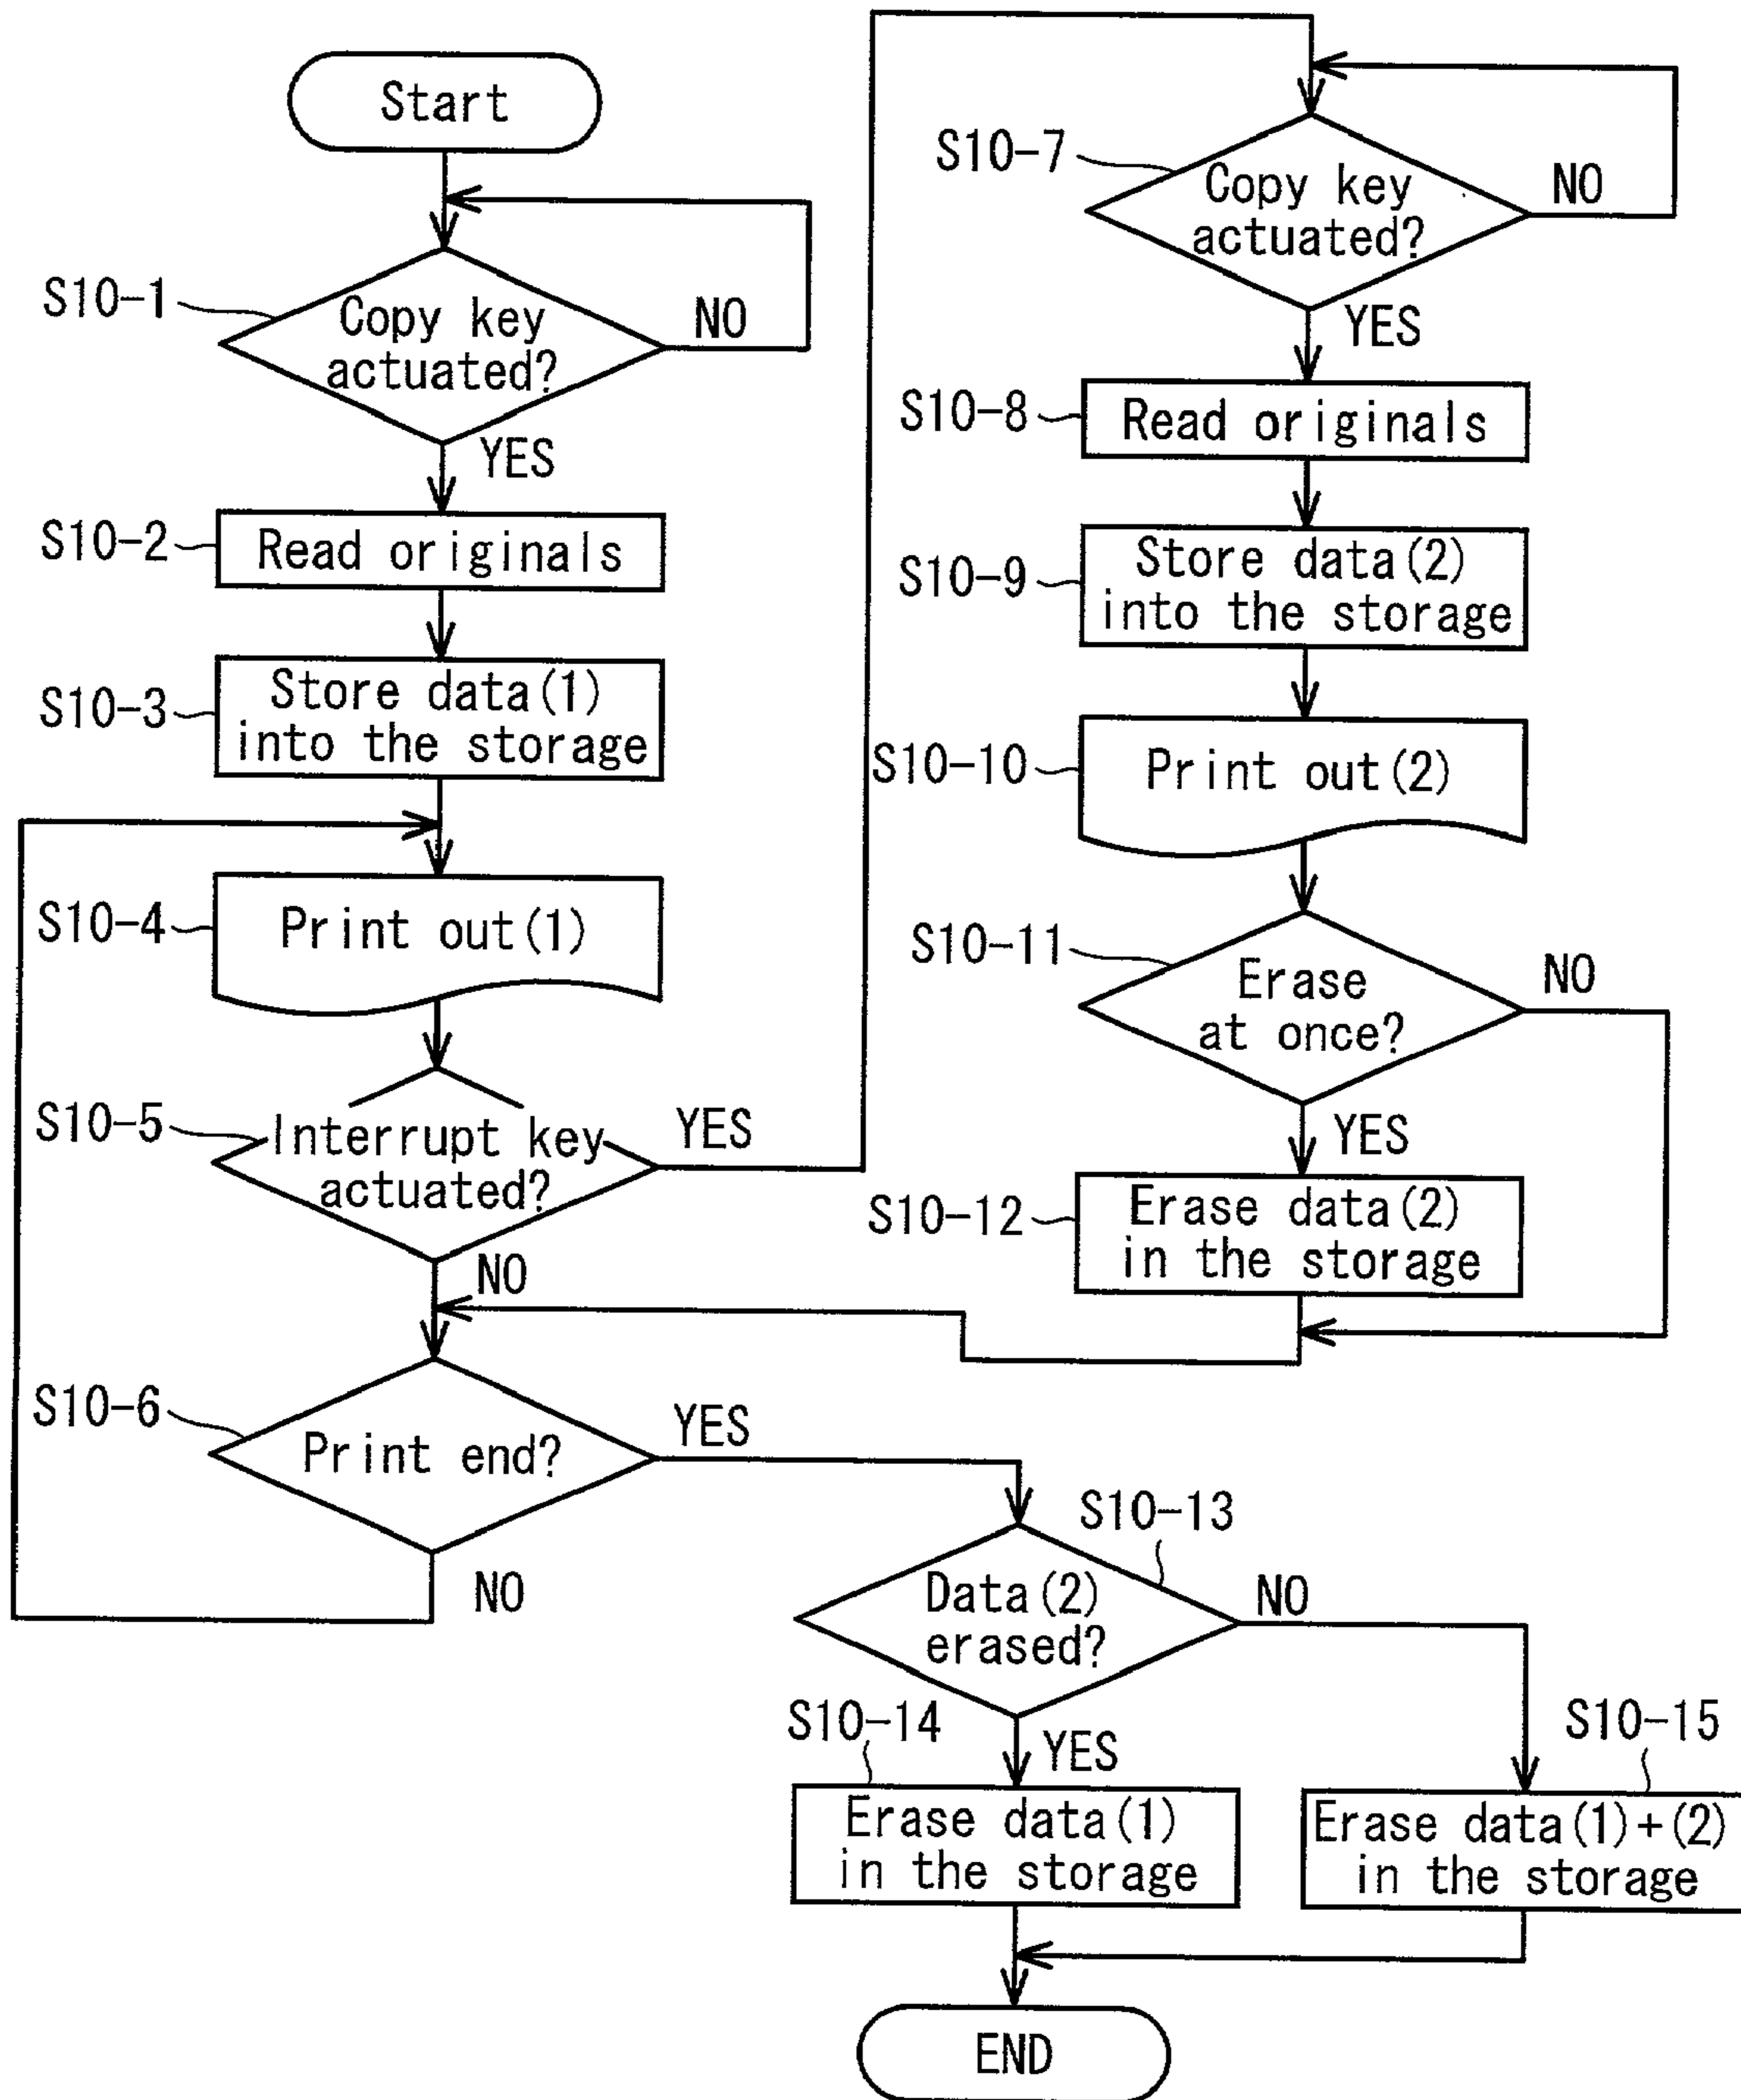 Start
S10-1
Copy key
actuated?
NO
YES
S10-2
Read originals
S10-3
Store data(1)
into the storage
S10-4
Print out(1)
S10-5
Interrupt key
actuated?
YES
NO
S10-6
Print end?
YES
NO
S10-7
Copy key
actuated?
NO
YES
S10-8
Read originals
S10-9
Store data(2)
into the storage
S10-10
Print out(2)
S10-11
Erase
at once?
NO
YES
S10-12
Erase data(2)
in the storage
S10-13
Data(2)
erased?
NO
YES
S10-14
Erase data(1)
in the storage
S10-15
Erase data(1)+(2)
in the storage
END